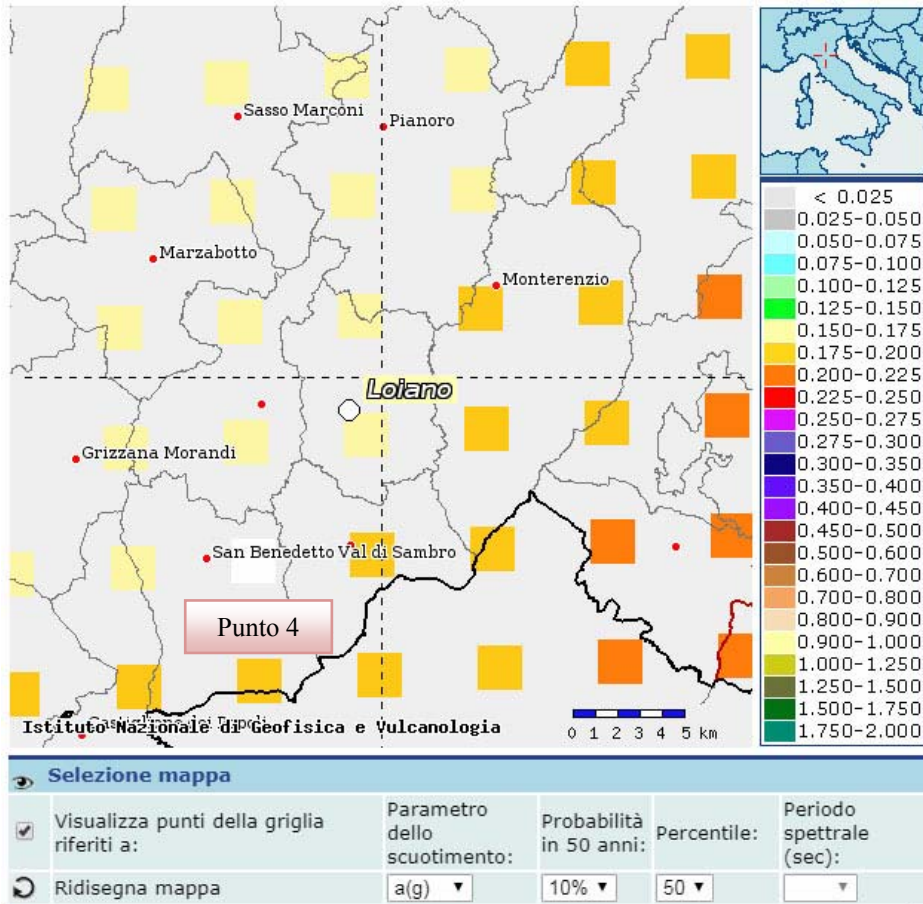 Sasso Marconi
Pianoro
Marzabotto
Monterenzio
Loiano
Grizzana Morandi
San Benedetto Val di Sambro
Punto 4
Castiglione dei Pepoli
Istituto Nazionale di Geofisica e Vulcanologia
0 1 2 3 4 5 km
< 0.025
0.025-0.050
0.050-0.075
0.075-0.100
0.100-0.125
0.125-0.150
0.150-0.175
0.175-0.200
0.200-0.225
0.225-0.250
0.250-0.275
0.275-0.300
0.300-0.350
0.350-0.400
0.400-0.450
0.450-0.500
0.500-0.600
0.600-0.700
0.700-0.800
0.800-0.900
0.900-1.000
1.000-1.250
1.250-1.500
1.500-1.750
1.750-2.000
Selezione mappa
Visualizza punti della griglia
riferiti a:
Parametro
dello
scuotimento:
Probabilità
in 50 anni:
Percentile:
Periodo
spettrale
(sec):
Ridisegna mappa
a(g)
10%
50